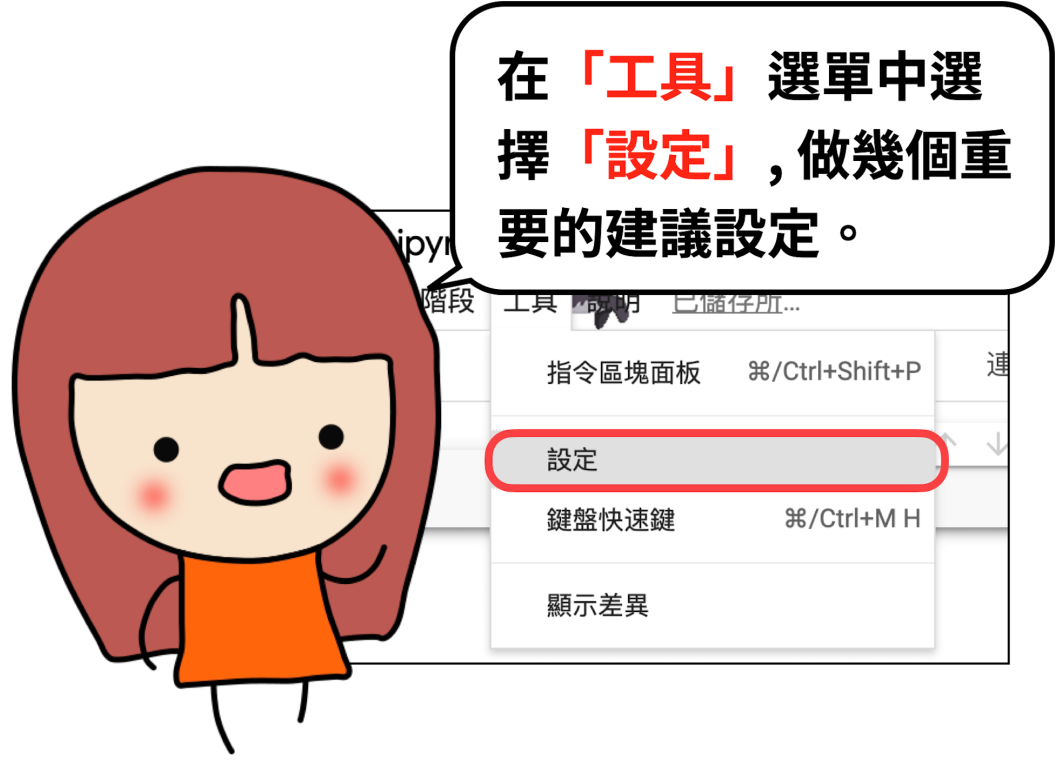 在「工具」選單中選
擇「設定」, 做幾個重
要的建議設定。
ipyn
階段 工具 說明 已儲存所...
指令區塊面板 ⌘/Ctrl+Shift+P
連
設定
鍵盤快速鍵 ⌘/Ctrl+M H
顯示差異